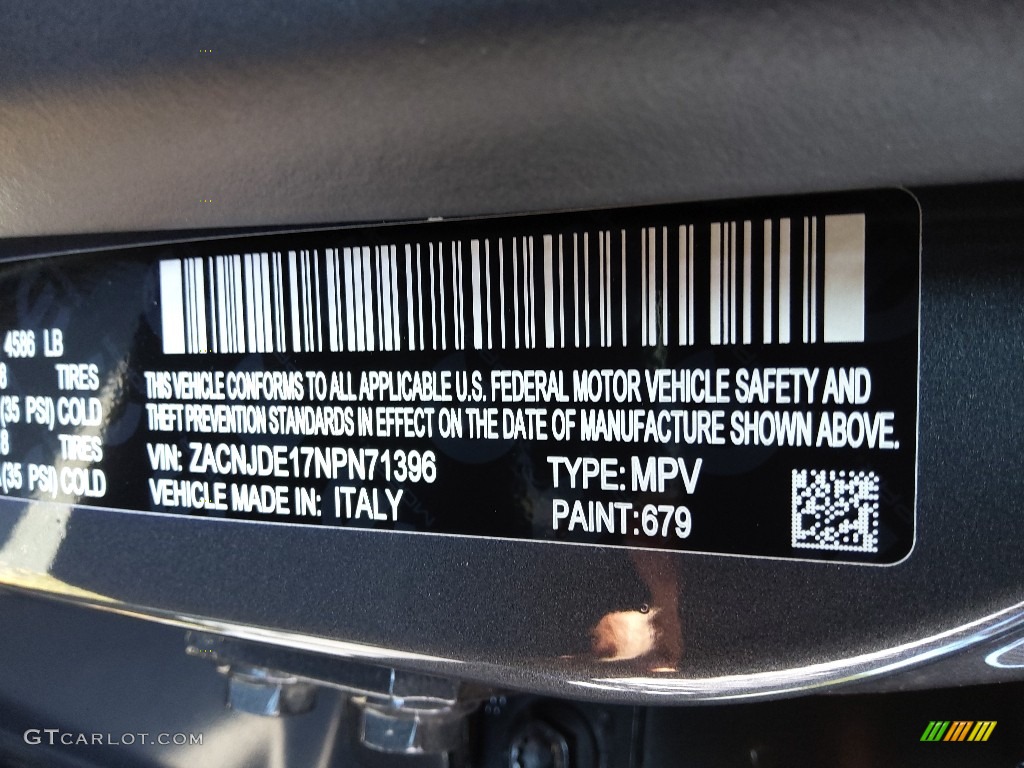 4586 LB
8 TIRES
(35 PSI) COLD
8 TIRES
(35 PSI) COLD
THIS VEHICLE CONFORMS TO ALL APPLICABLE U.S. FEDERAL MOTOR VEHICLE SAFETY AND
THEFT PREVENTION STANDARDS IN EFFECT ON THE DATE OF MANUFACTURE SHOWN ABOVE.
VIN: ZACNJDE17NPN71396
TYPE: MPV
VEHICLE MADE IN: ITALY
PAINT: 679
GTCARLOT.COM